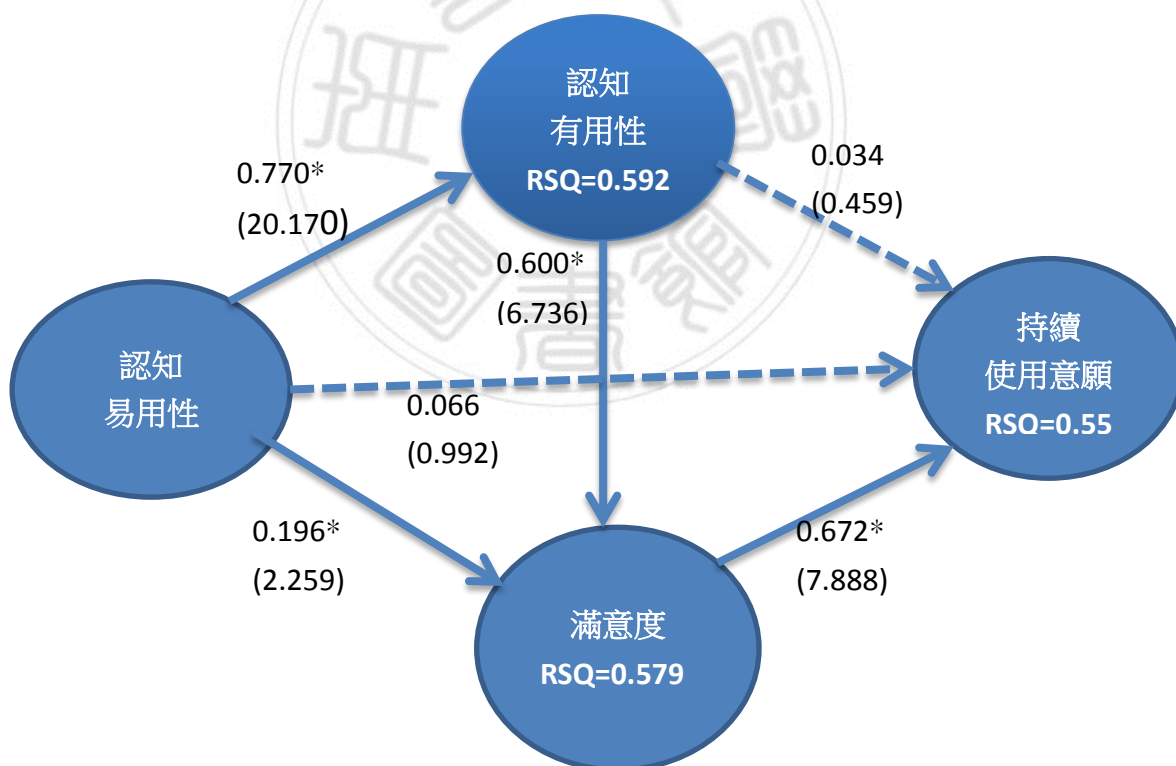 認知
有用性
RSQ=0.592
0.770*
(20.170)
0.034
(0.459)
0.600*
(6.736)
認知
易用性
持續
使用意願
RSQ=0.55
0.066
(0.992)
0.196*
(2.259)
0.672*
(7.888)
滿意度
RSQ=0.579